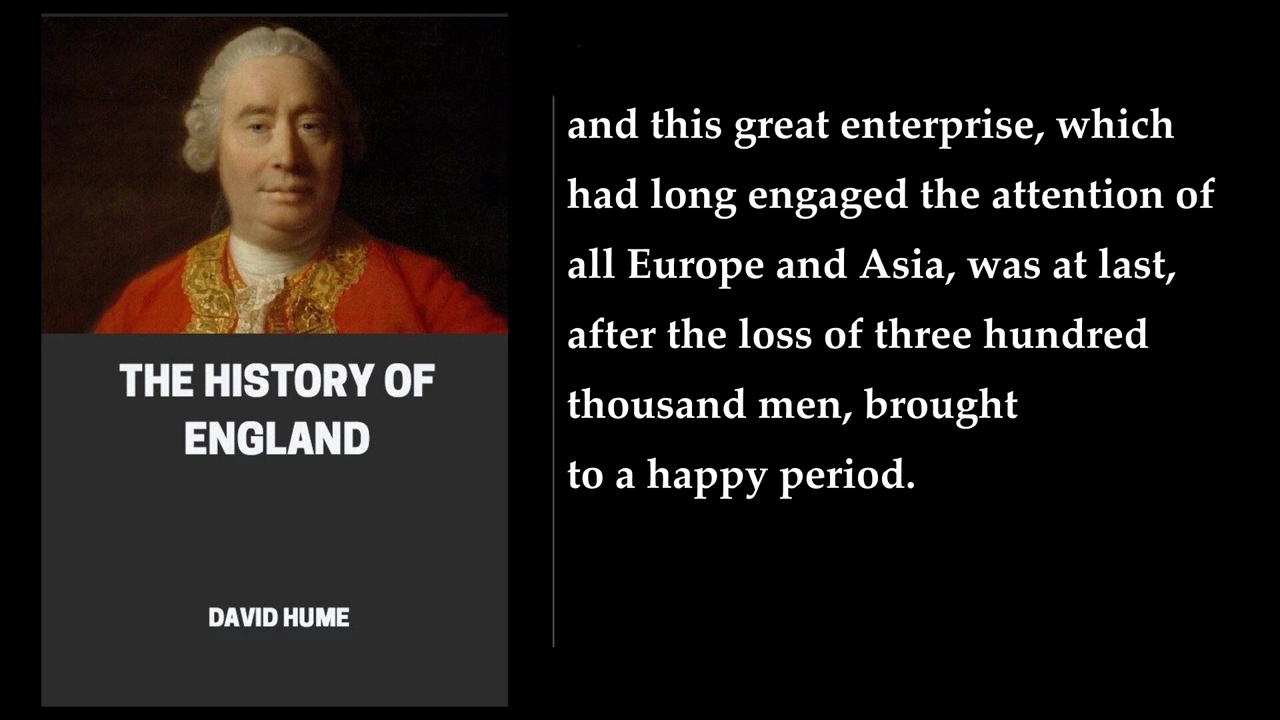 THE HISTORY OF
ENGLAND
DAVID HUME
and this great enterprise, which
had long engaged the attention of
all Europe and Asia, was at last,
after the loss of three hundred
thousand men, brought
to a happy period.